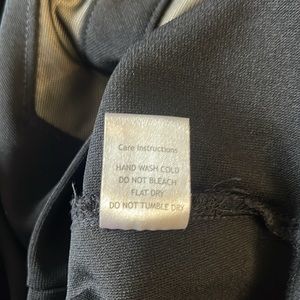 Care Instructions
HAND WASH COLD
DO NOT BLEACH
FLAT DRY
DO NOT TUMBLE DRY